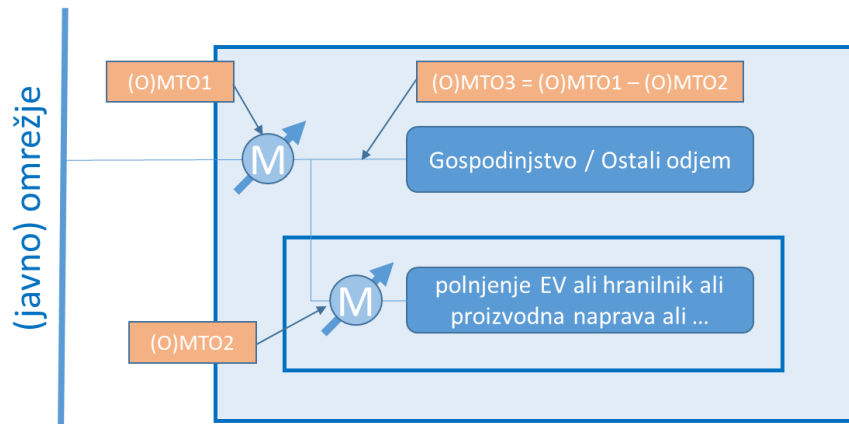 (javno) omrežje
(O)MTO1
(O)MTO3 = (O)MTO1 – (O)MTO2
M
Gospodinjstvo / Ostali odjem
M
polnjenje EV ali hranilnik ali
proizvodna naprava ali ...
(O)MTO2